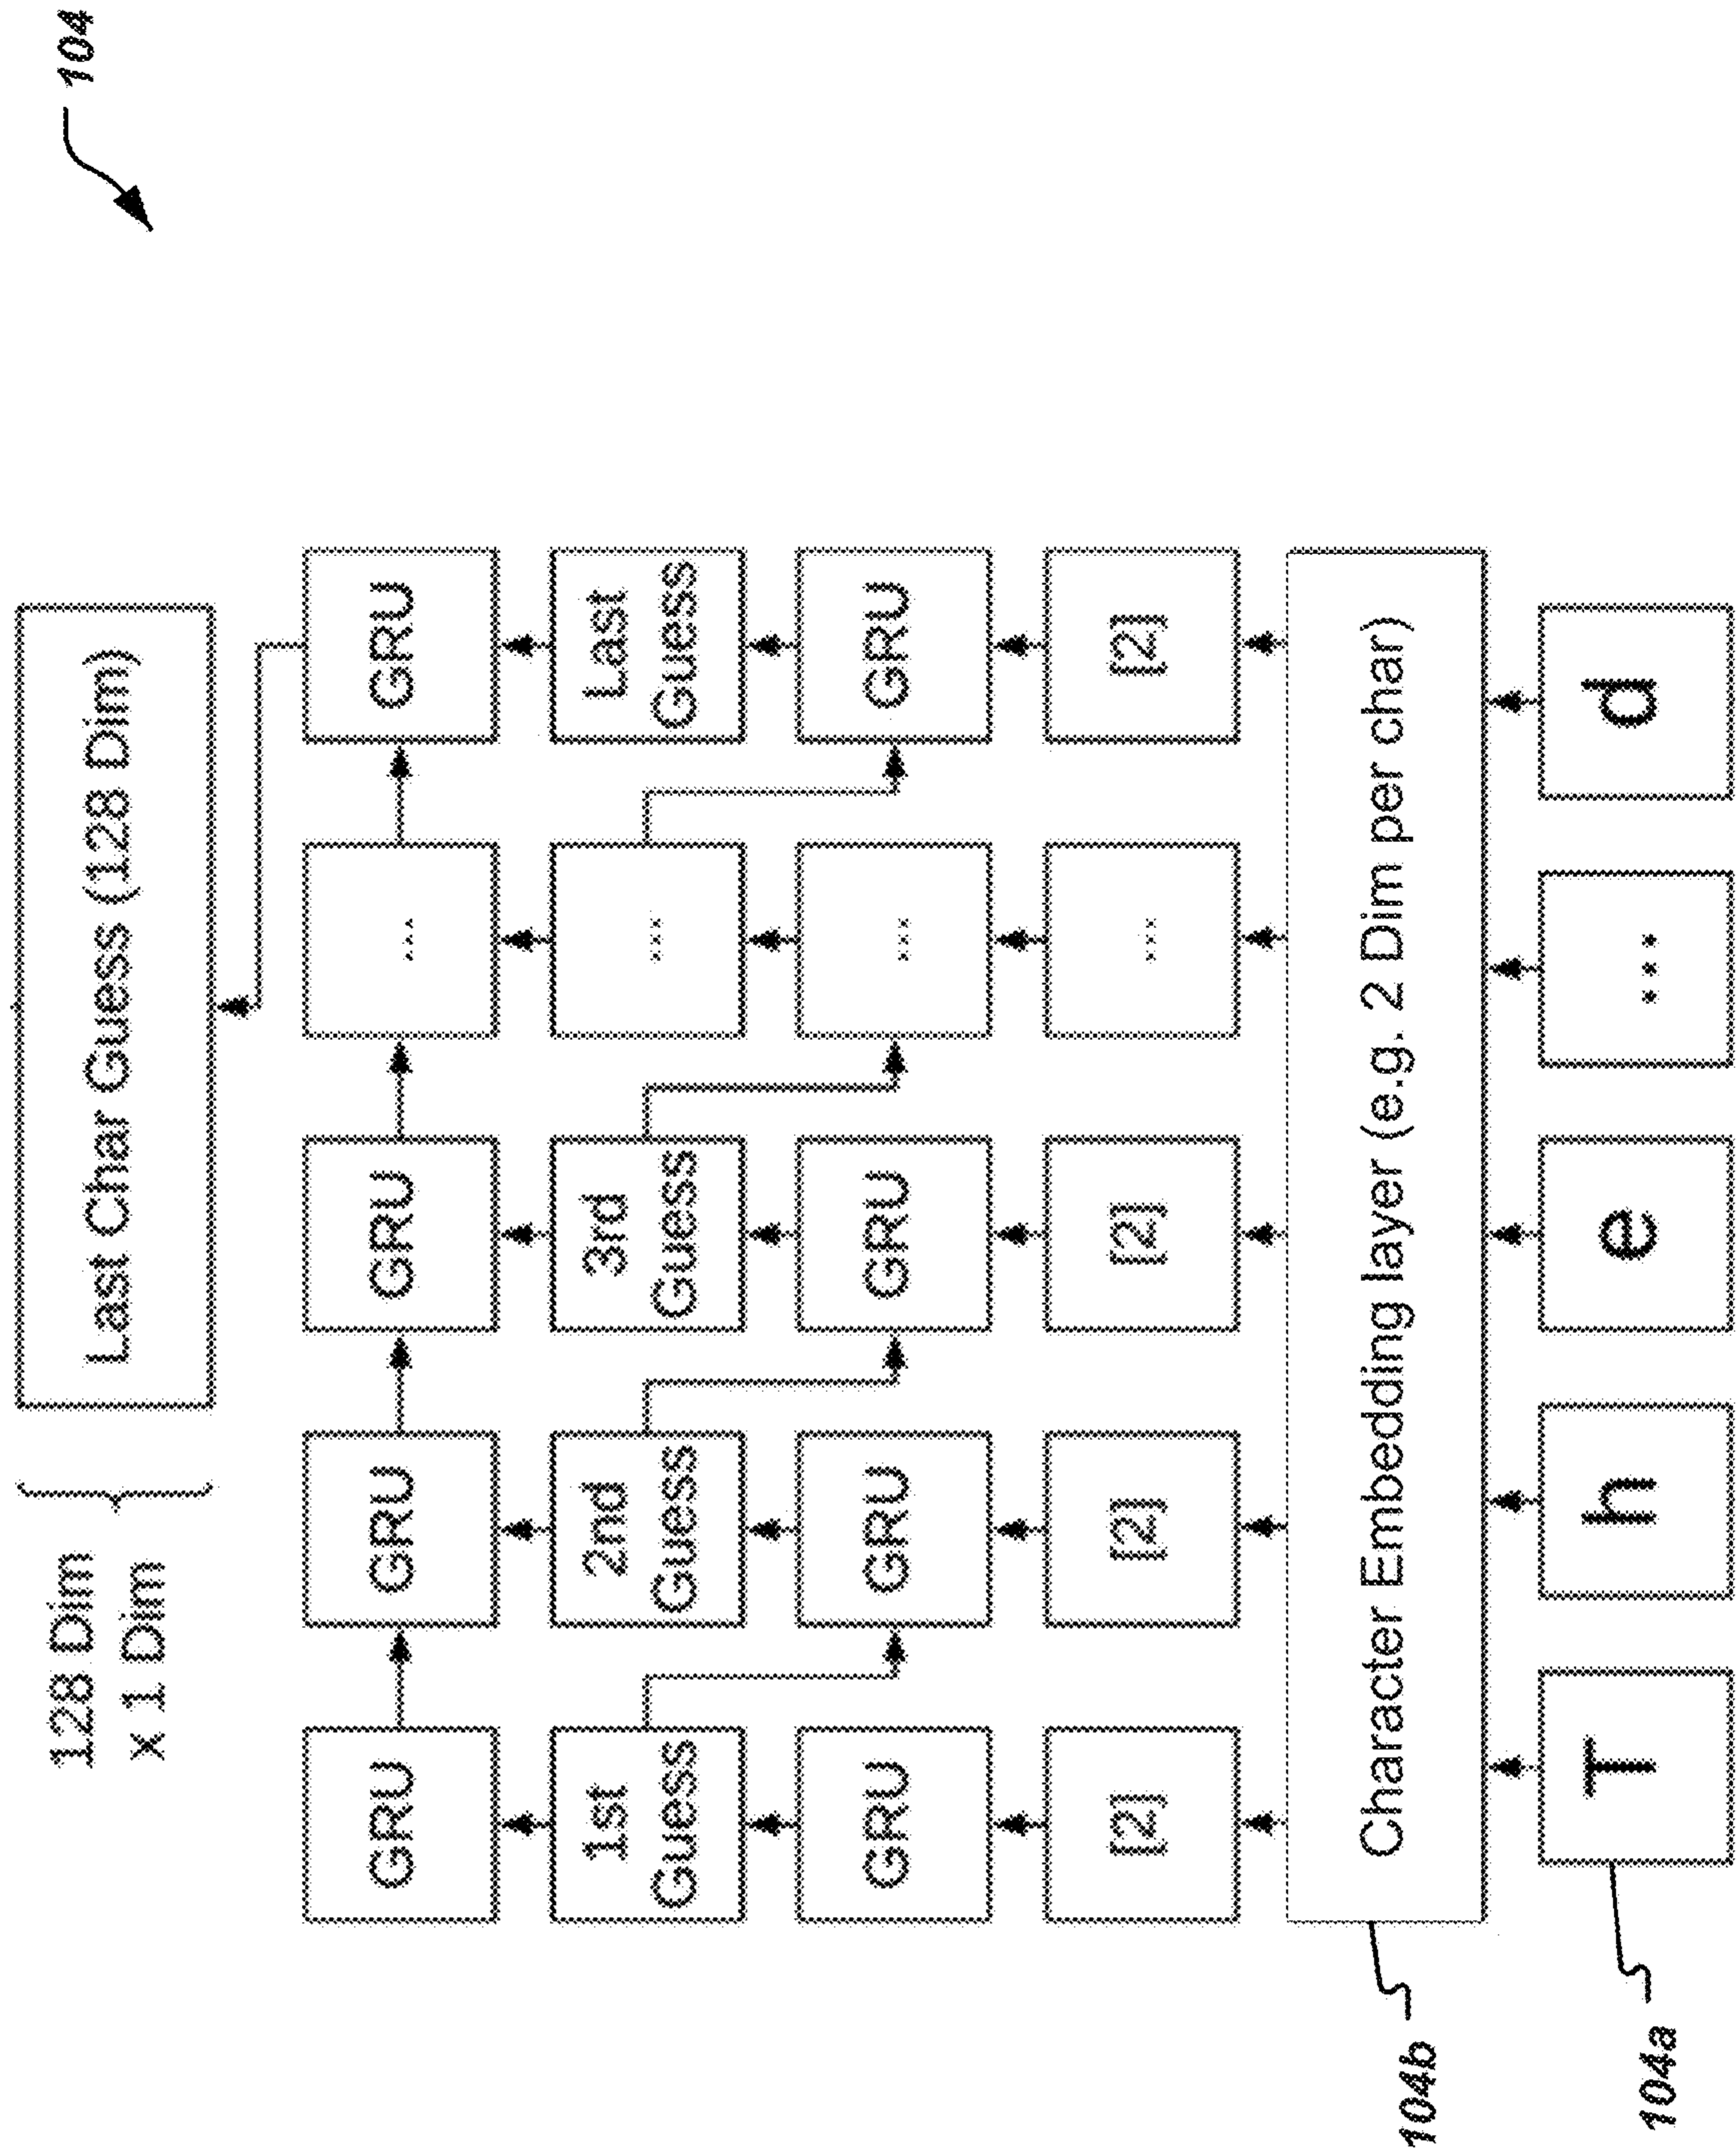 104
128 Dim
x 1 Dim
Last Char Guess (128 Dim)
GRU
GRU
GRU
...
GRU
1st
Guess
2nd
Guess
3rd
Guess
...
Last
Guess
GRU
GRU
GRU
...
GRU
[2]
[2]
[2]
...
[2]
104b
Character Embedding layer (e.g. 2 Dim per char)
104a
T
h
e
...
d